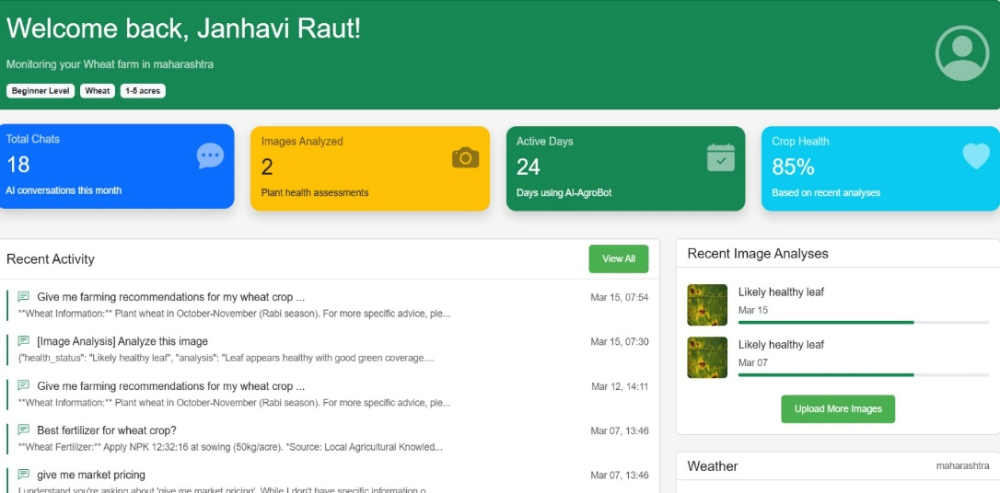 Welcome back, Janhavi Raut!
Monitoring your Wheat farm in maharashtra
Beginner Level Wheat 1-5 acres
Total Chats
18
AI conversations this month
Images Analyzed
2
Plant health assessments
Active Days
24
Days using AI-AgroBot
Crop Health
85%
Based on recent analyses
Recent Activity
View All
Give me farming recommendations for my wheat crop ...
Mar 15, 07:54
**Wheat Information:** Plant wheat in October-November (Rabi season). For more specific advice, ple...
[Image Analysis] Analyze this image
Mar 15, 07:30
{"health_status": "Likely healthy leaf", "analysis": "Leaf appears healthy with good green coverage....
Give me farming recommendations for my wheat crop ...
Mar 12, 14:11
**Wheat Information:** Plant wheat in October-November (Rabi season). For more specific advice, ple...
Best fertilizer for wheat crop?
Mar 07, 13:46
**Wheat Fertilizer:** Apply NPK 12:32:16 at sowing (50kg/acre). *Source: Local Agricultural Knowled...
give me market pricing
Mar 07, 13:46
I understand you're asking about 'give me market pricing'. While I don't have specific information o...
Recent Image Analyses
Likely healthy leaf
Mar 15
Likely healthy leaf
Mar 07
Upload More Images
Weather
maharashtra